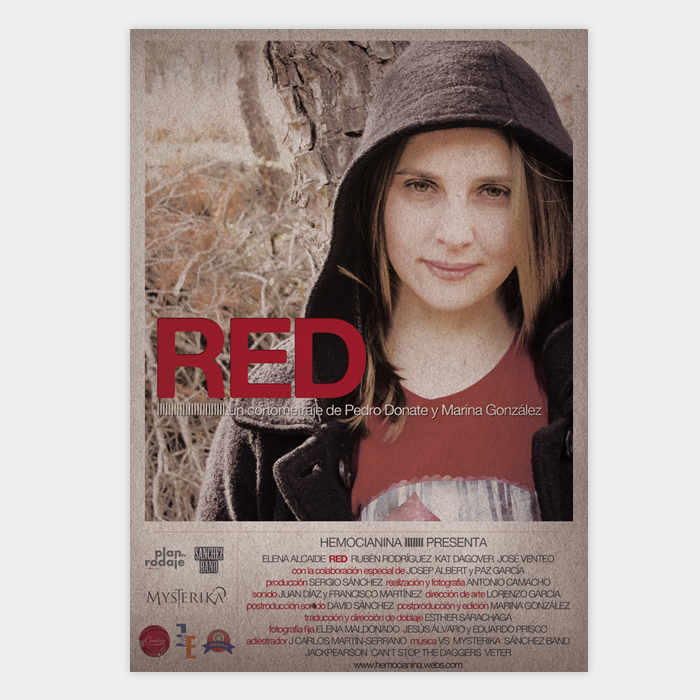 RED
un cortometraje de Pedro Donate y Marina González
HEMOCIANINA PRESENTA
ELENA ALCAIDE RED RUBÉN RODRÍGUEZ KAT DAGOVER JOSÉ VENTEO
con la colaboración especial de JOSEP ALBERT y PAZ GARCÍA
producción SERGIO SÁNCHEZ realización y fotografía ANTONIO CAMACHO
sonido JUAN DÍAZ y FRANCISCO MARTÍNEZ dirección de arte LORENZO GARCÍA
postproducción sonido DAVID SÁNCHEZ postproducción y edición MARINA GONZÁLEZ
traducción y dirección de doblaje ESTHER SARACHAGA
fotografía fija ELENA MALDONADO JESÚS ÁLVARO y EDUARDO PRISCO
adiestrador J CARLOS MARTÍN-SERRANO música VS MYSTERIKA SÁNCHEZ BAND
JACKPEARSON CAN'T STOP THE DAGGERS VETER
www.hemocianina.webs.com
plan de
rodaje
SÁNCHEZ
BAND
MYSTERIKA